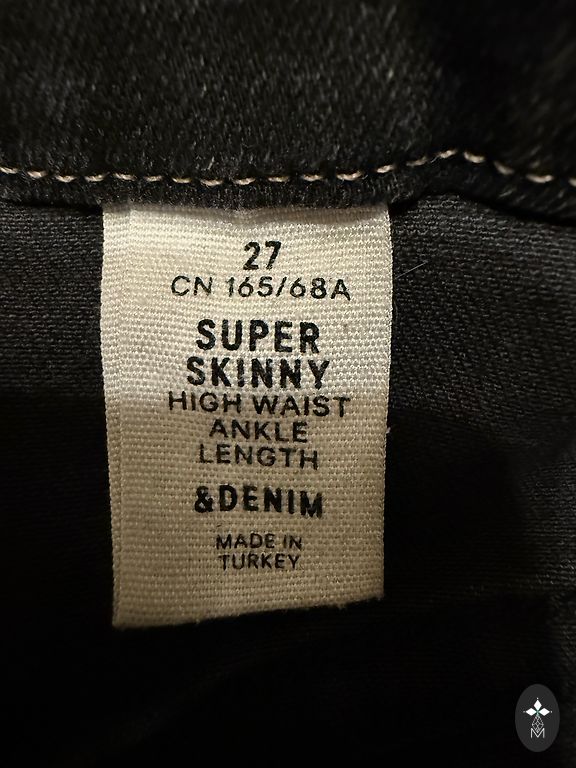 27
CN 165/68A
SUPER
SKINNY
HIGH WAIST
ANKLE
LENGTH
&DENIM
MADE IN
TURKEY
M